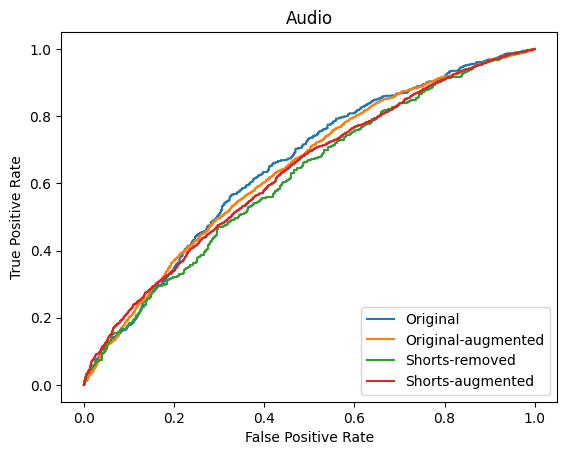 Audio
True Positive Rate
1.0
0.8
0.6
0.4
0.2
0.0
Original
Original-augmented
Shorts-removed
Shorts-augmented
0.0 0.2 0.4 0.6 0.8 1.0
False Positive Rate